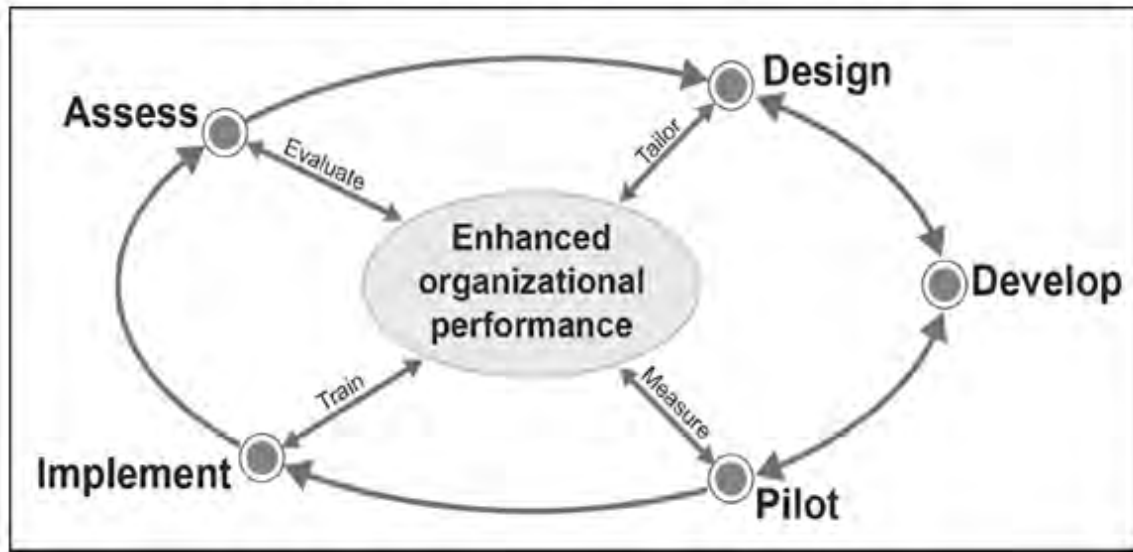 Design
Assess
Evaluate
Tailor
Enhanced
organizational
performance
Develop
Train
Measure
Implement
Pilot